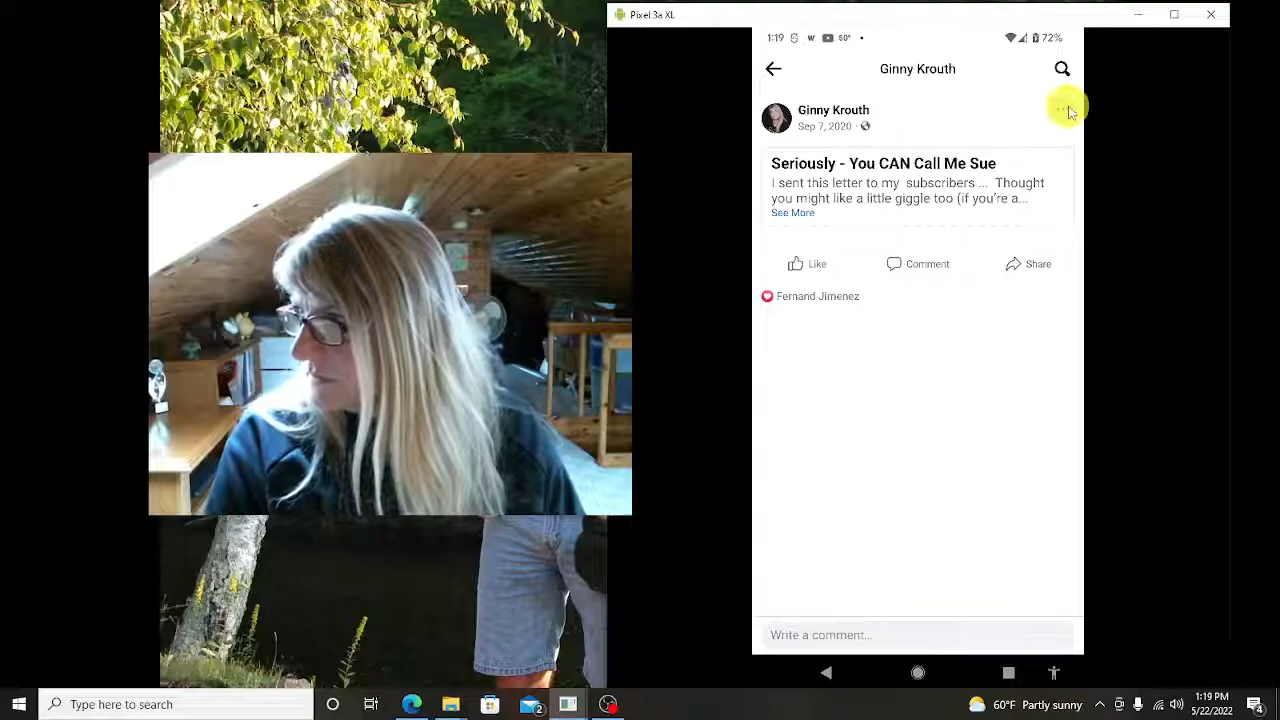 Pixel 3a XL
1:19 50° 72%
Ginny Krouth
Ginny Krouth
Sep 7, 2020
Seriously - You CAN Call Me Sue
I sent this letter to my subscribers ... Thought
you might like a little giggle too (if you're a...
See More
Like Comment Share
Fernand Jimenez
Write a comment...
Type here to search
2
60°F Partly sunny
1:19 PM
5/22/2022